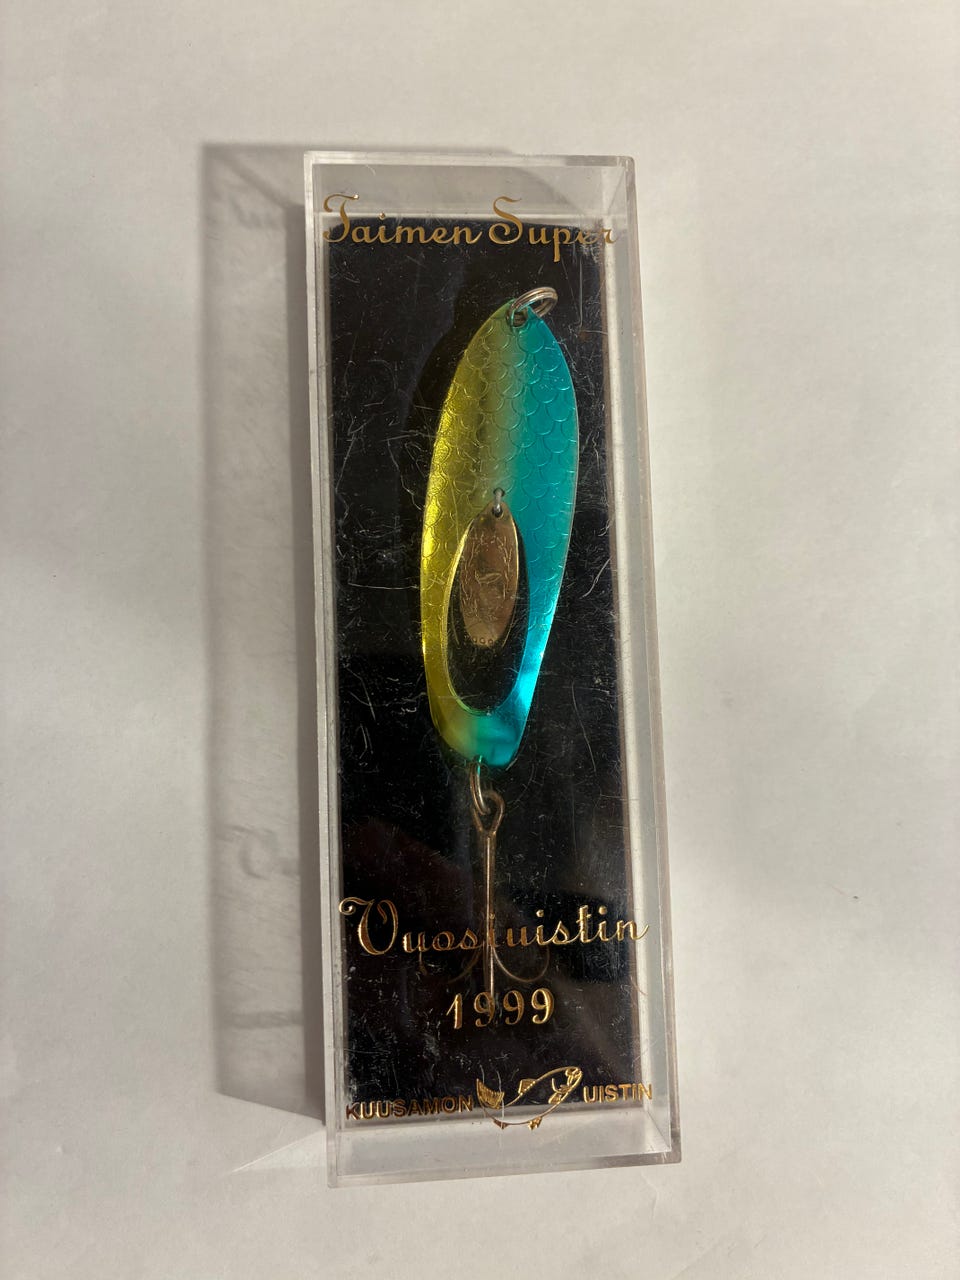 Taimen Super
Vuosiuistin
1999
KUUSAMON UISTIN